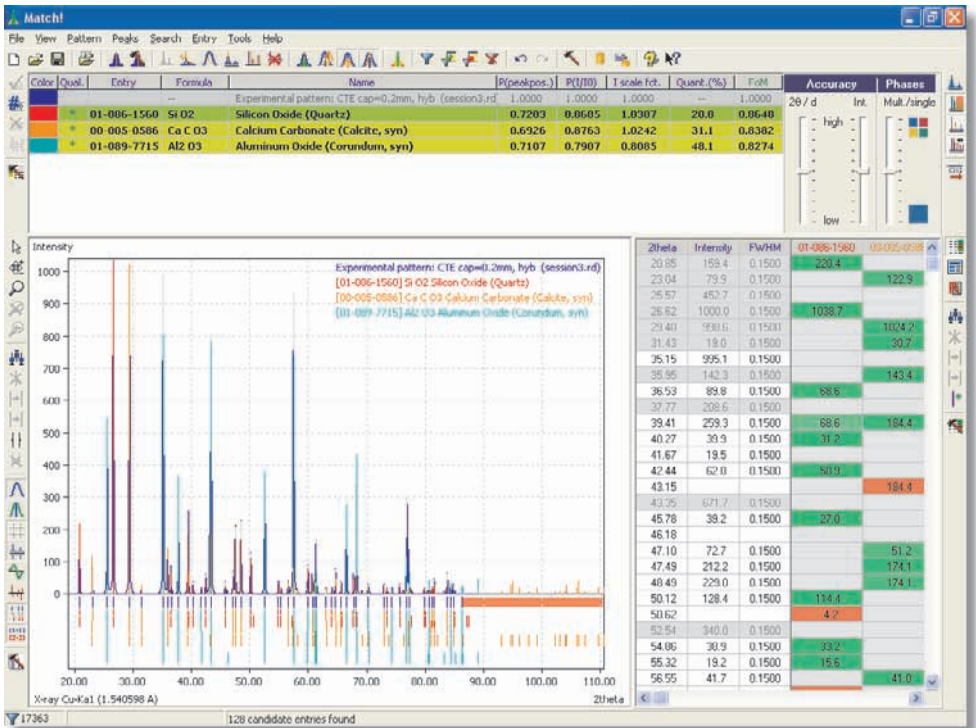 Match!
File View Pattern Peaks Search Entry Tools Help
Color Qual. Entry Formula Name P(peakpos.) P(I/I0) I scale fct. Quant.(%) FoM
-- Experimental pattern: CTE cap=0.2mm, hyb (session3.rd 1.0000 1.0000 1.0000 -- 1.0000
* 01-086-1560 Si O2 Silicon Oxide (Quartz) 0.7203 0.8605 1.0387 20.8 0.8640
* 00-005-0586 Ca C O3 Calcium Carbonate (Calcite, syn) 0.6926 0.8763 1.0242 31.1 0.8382
* 01-089-7715 Al2 O3 Aluminum Oxide (Corundum, syn) 0.7107 0.7907 0.8085 48.1 0.8274
Accuracy Phases
2θ / d Int. Mult./single
high
low
Intensity
Experimental pattern: CTE cap=0.2mm, hyb (session3.rd)
[01-086-1560] Si O2 Silicon Oxide (Quartz)
[00-005-0586] Ca C O3 Calcium Carbonate (Calcite, syn)
[01-089-7715] Al2 O3 Aluminum Oxide (Corundum, syn)
1000
900
800
700
600
500
400
300
200
100
0
20.00 30.00 40.00 50.00 60.00 70.00 80.00 90.00 100.00 110.00
X-ray Cu-Ka1 (1.540598 A) 2theta
2theta Intensity FWHM 01-086-1560
20.85 159.4 0.1500 220.4
23.04 79.9 0.1500 122.9
25.57 452.7 0.1500
26.62 1000.0 0.1500 1038.7
29.40 998.6 0.1500 1024.2
31.43 19.0 0.1500 30.7
35.15 995.1 0.1500
35.95 142.3 0.1500 143.4
36.53 89.8 0.1500 68.6
37.77 208.6 0.1500
39.41 259.3 0.1500 68.6 184.4
40.27 39.9 0.1500 31.2
41.67 19.5 0.1500
42.44 62.0 0.1500 50.9
43.15 184.4
43.35 671.7 0.1500
45.78 39.2 0.1500 27.0
46.18
47.10 72.7 0.1500 51.2
47.49 212.2 0.1500 174.1
48.49 229.0 0.1500 174.1
50.12 128.4 0.1500 114.4
50.62 4.2
52.54 340.0 0.1500
54.86 38.9 0.1500 33.2
55.32 19.2 0.1500 15.6
56.55 41.7 0.1500 41.0
17363 128 candidate entries found